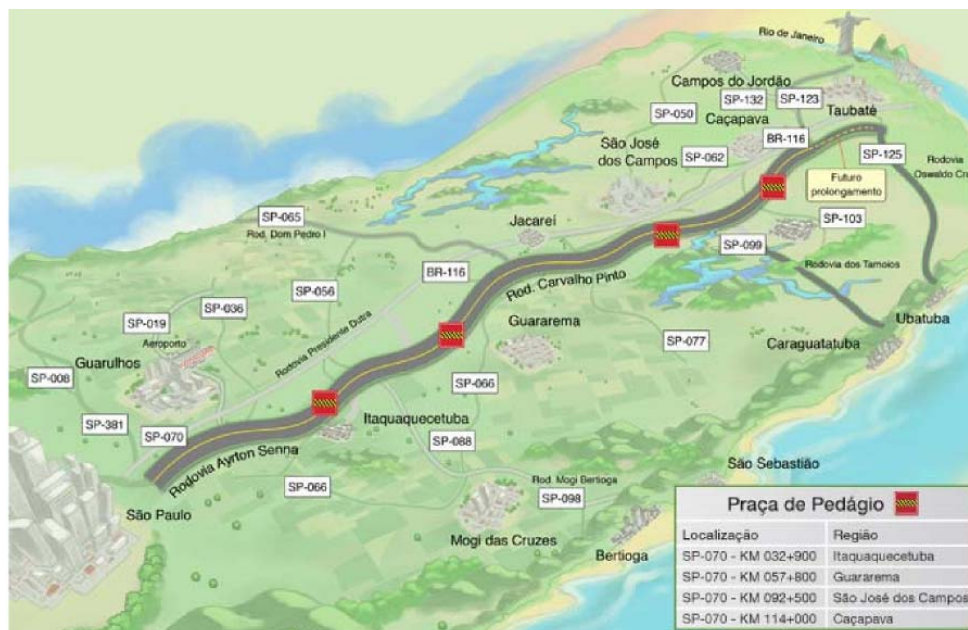 Rio de Janeiro
Campos do Jordão
SP-132
SP-123
SP-050
Caçapava
Taubaté
São José
dos Campos
SP-062
BR-116
SP-125
Rodovia
Futuro
prolongamento
SP-065
Rod. Dom Pedro I
Jacareí
SP-103
SP-099
Rodovia dos Tamoios
BR-116
Rod. Carvalho Pinto
SP-056
SP-036
SP-019
Aeroporto
Rodovia Presidente Dutra
Guararema
SP-077
Ubatuba
Caraguatatuba
Guarulhos
SP-008
SP-066
SP-381
SP-070
Itaquaquecetuba
Rodovia Ayrton Senna
SP-088
SP-066
São Sebastião
Rod. Mogi Bertioga
SP-098
São Paulo
Mogi das Cruzes
Bertioga
Praça de Pedágio
Localização Região
SP-070 - KM 032+900 Itaquaquecetuba
SP-070 - KM 057+800 Guararema
SP-070 - KM 092+500 São José dos Campos
SP-070 - KM 114+000 Caçapava